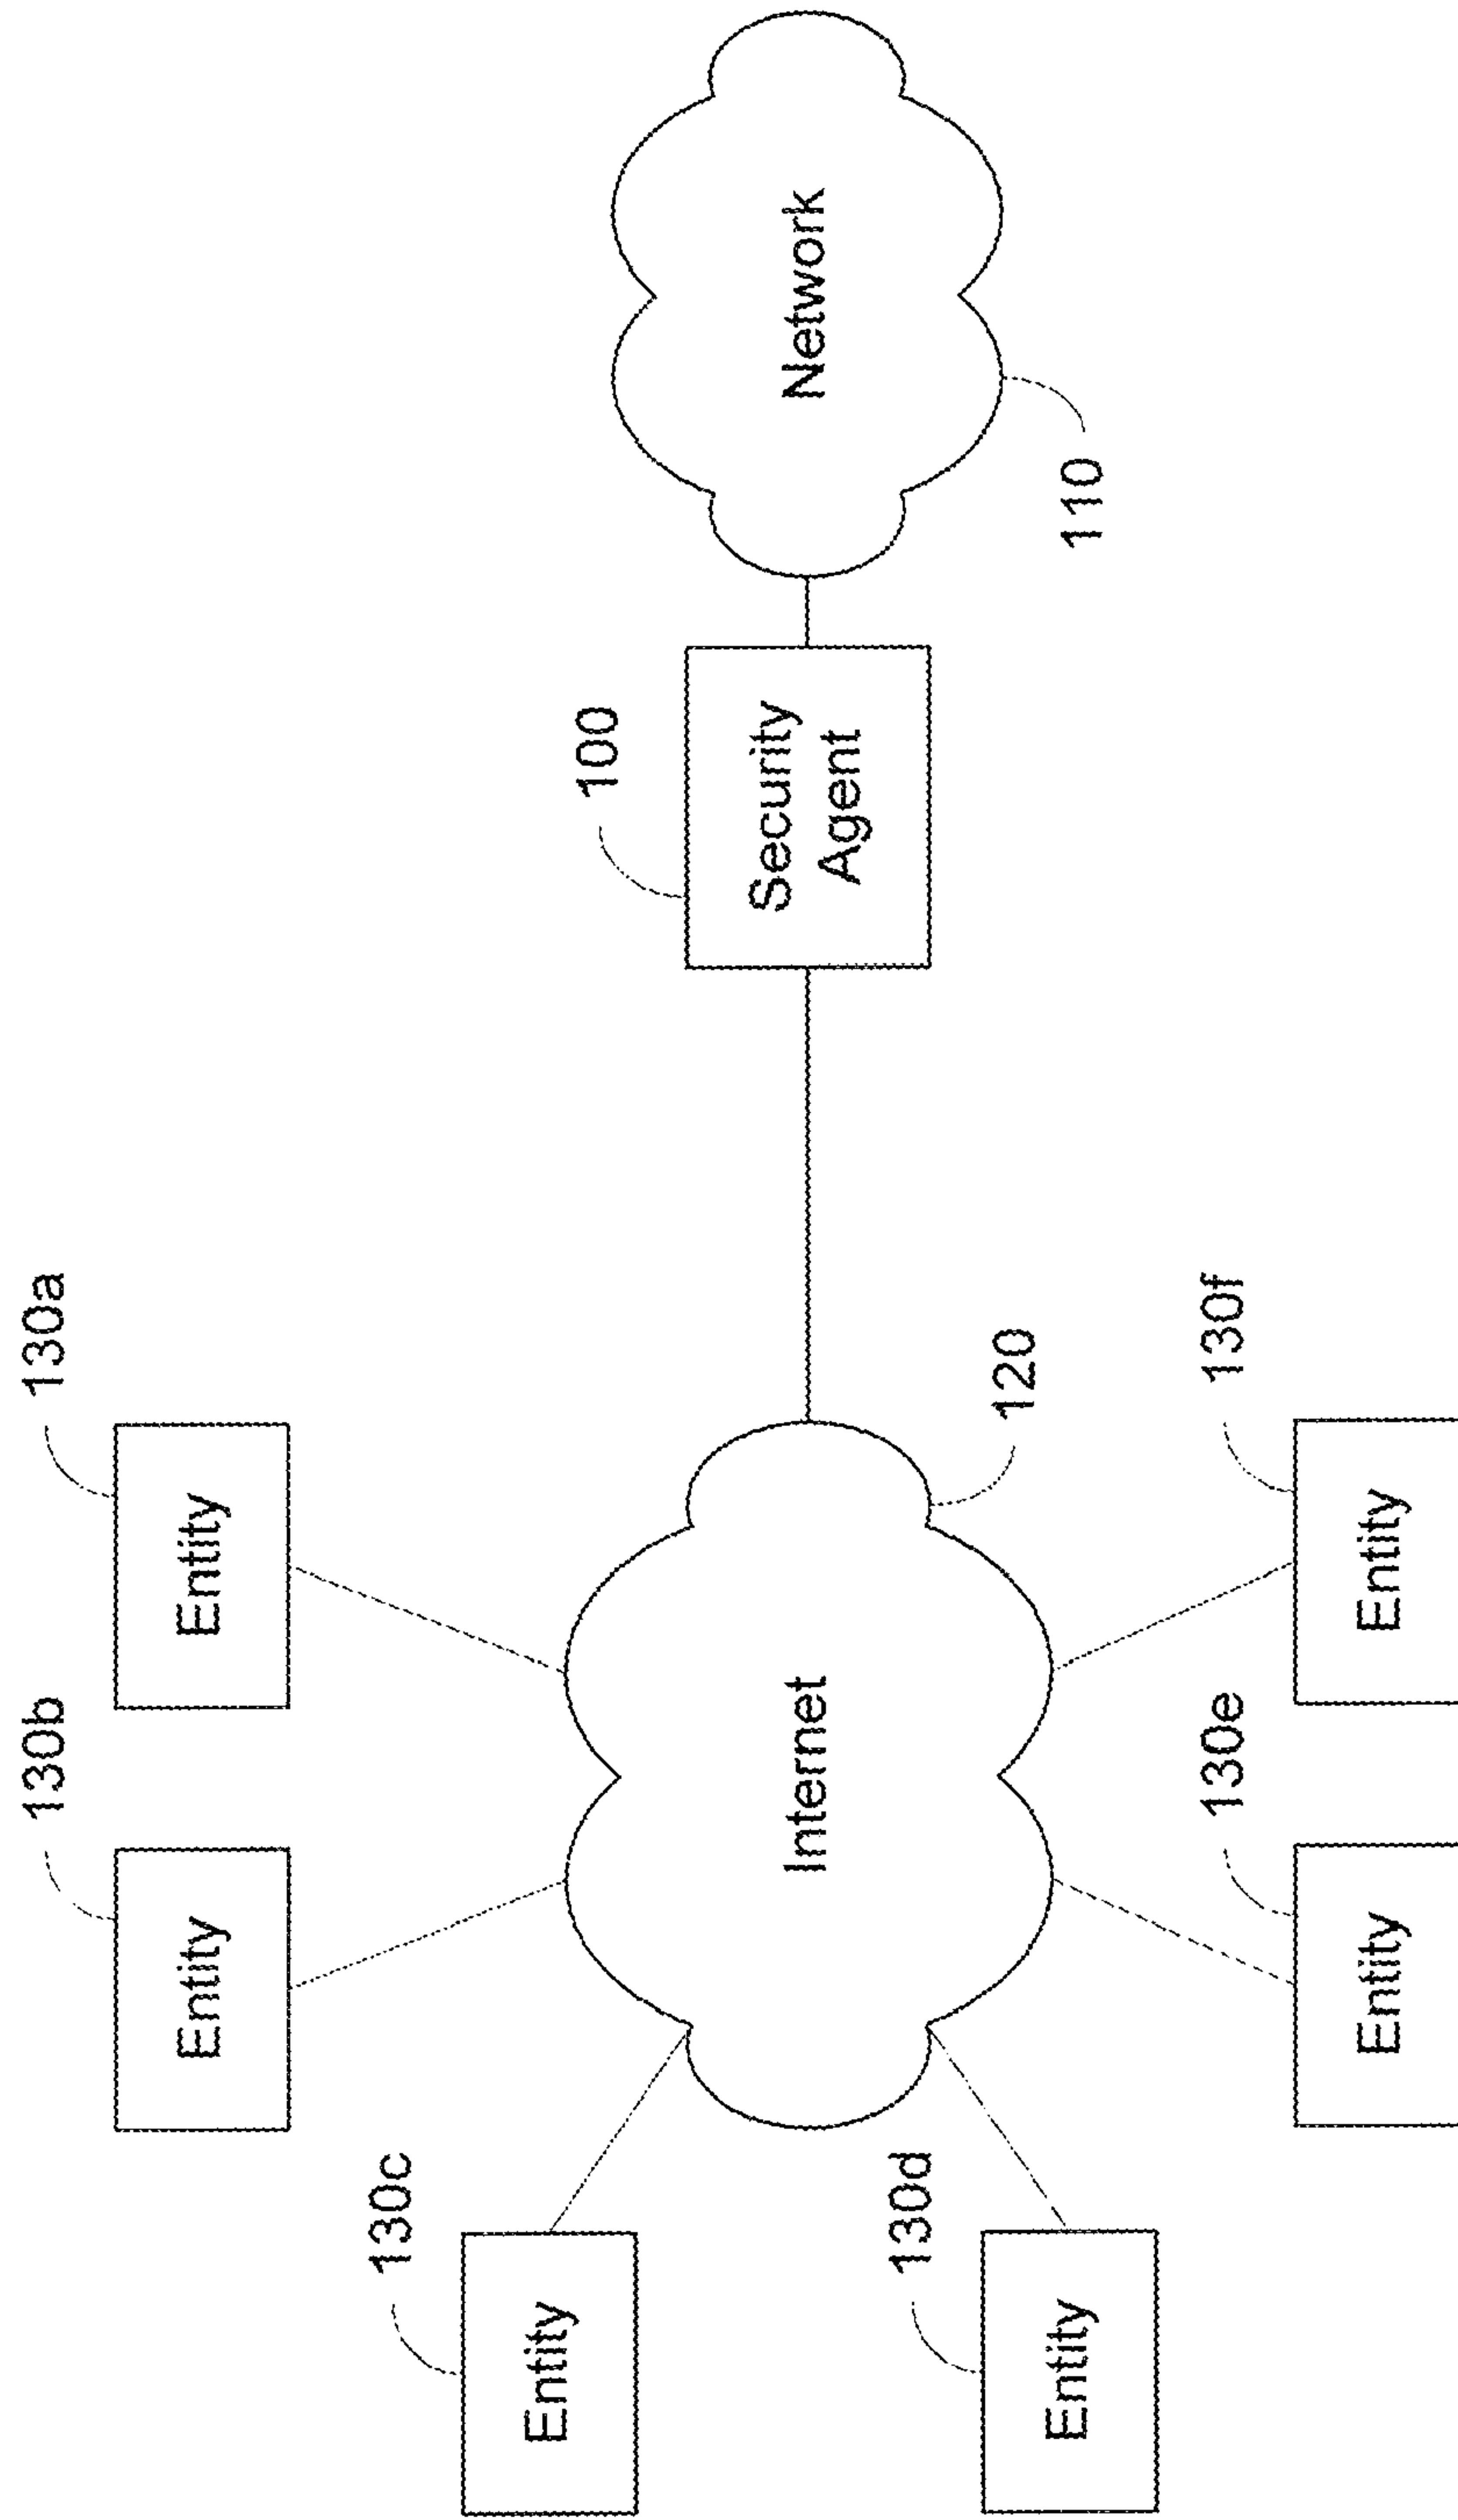 130b
130a
Entity
Entity
130c
100
Entity
Internet
Security
Agent
Network
130d
120
110
Entity
130e
130f
Entity
Entity